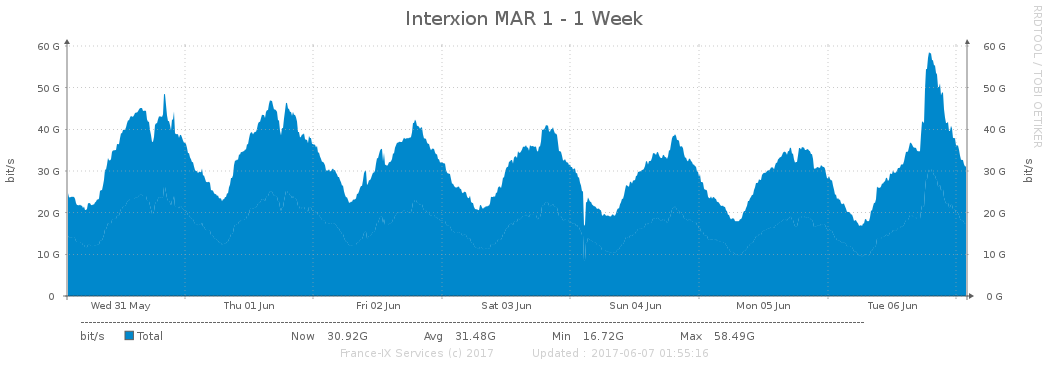 Interxion MAR 1 - 1 Week
RRDTOOL / TOBI OETIKER
60 G 60 G
50 G 50 G
40 G 40 G
30 G 30 G
20 G 20 G
10 G 10 G
0 0 G
bit/s
bit/s
Wed 31 May Thu 01 Jun Fri 02 Jun Sat 03 Jun Sun 04 Jun Mon 05 Jun Tue 06 Jun
bit/s Total Now 30.92G Avg 31.48G Min 16.72G Max 58.49G
France-IX Services (c) 2017 Updated : 2017-06-07 01:55:16